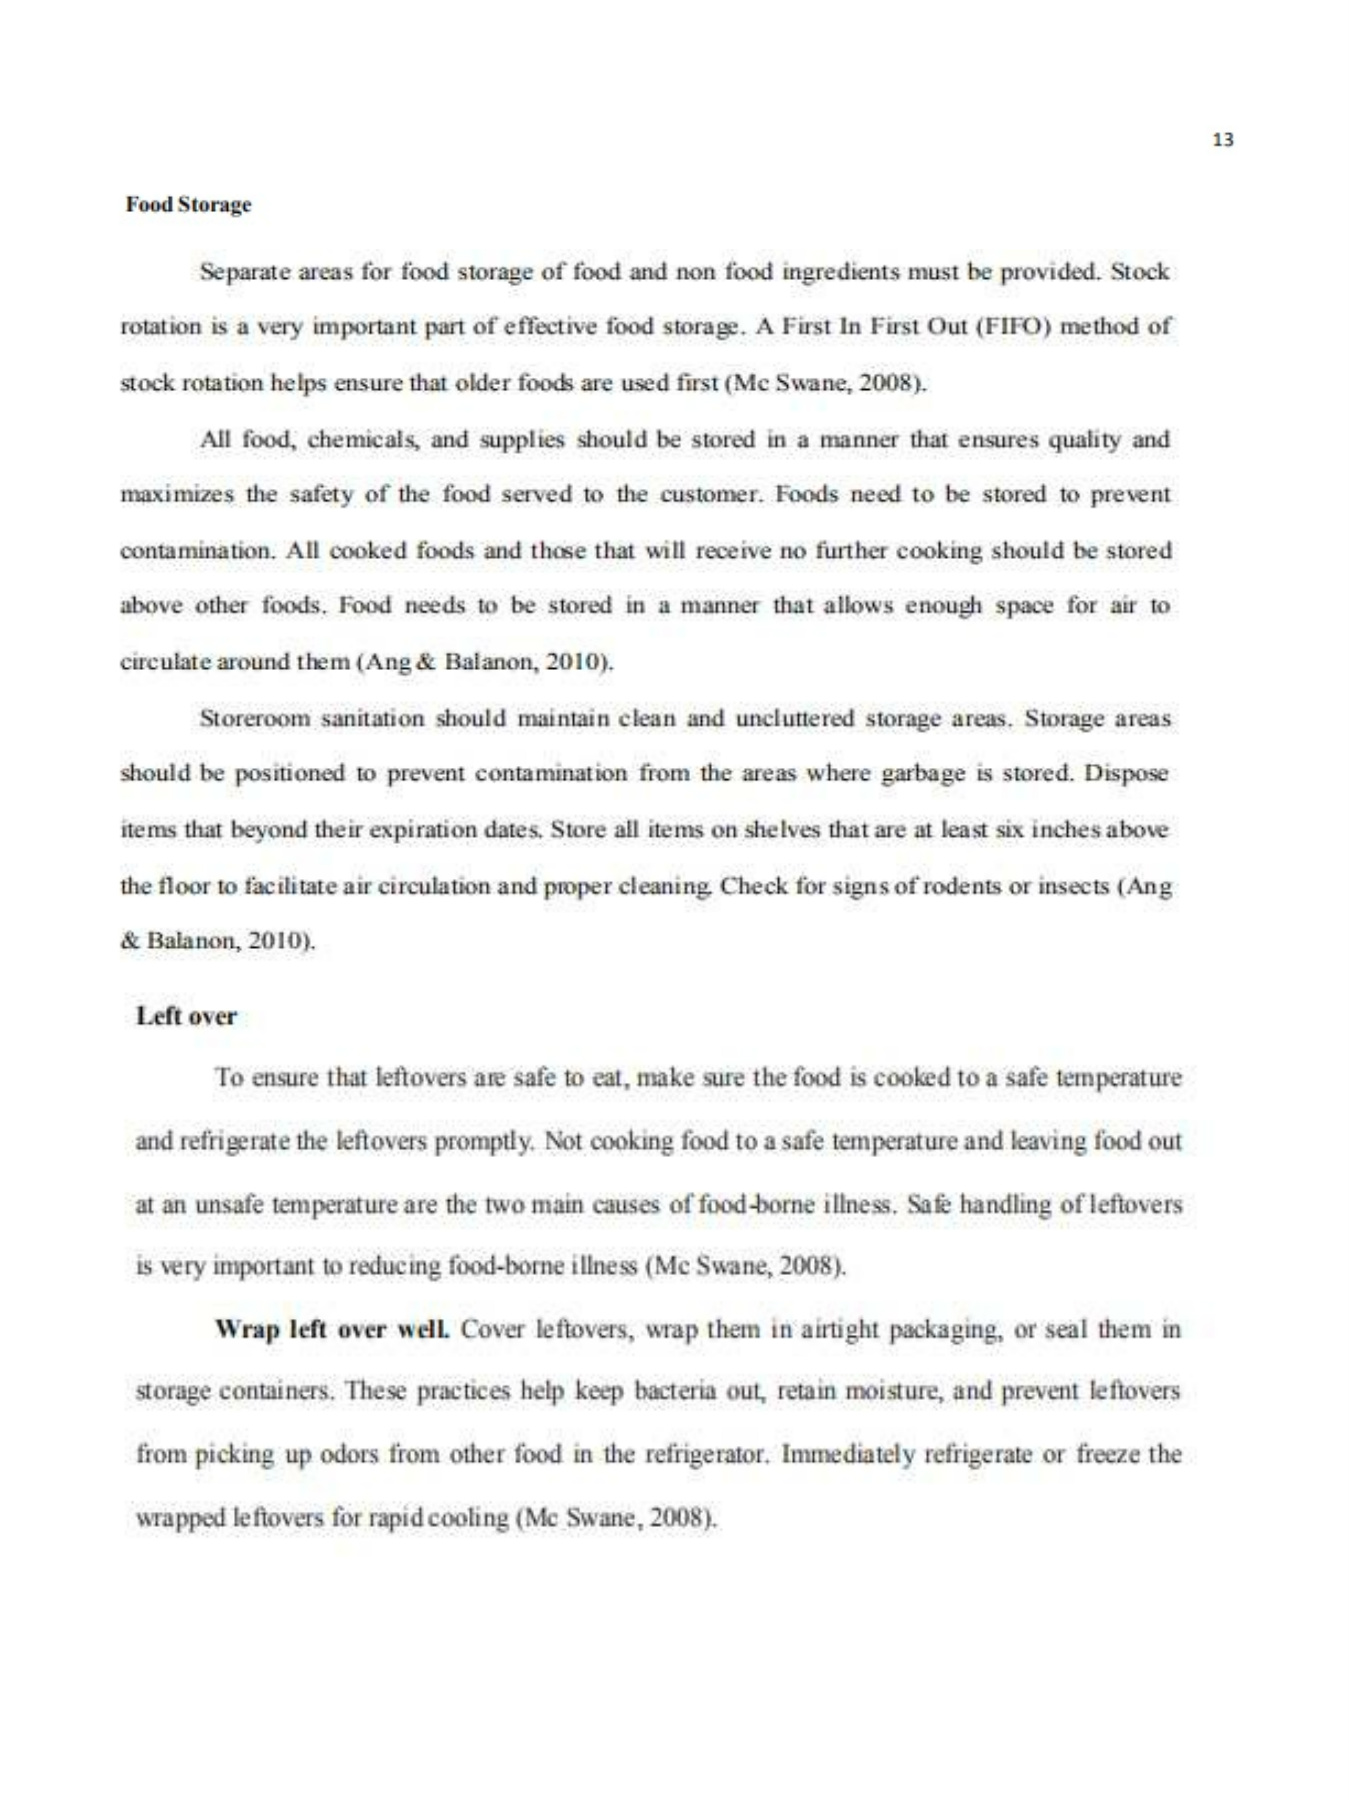 13
Food Storage
Separate areas for food storage of food and non food ingredients must be provided. Stock
rotation is a very important part of effective food storage. A First In First Out (FIFO) method of
stock rotation helps ensure that older foods are used first (Mc Swane, 2008).
All food, chemicals, and supplies should be stored in a manner that ensures quality and
maximizes the safety of the food served to the customer. Foods need to be stored to prevent
contamination. All cooked foods and those that will receive no further cooking should be stored
above other foods. Food needs to be stored in a manner that allows enough space for air to
circulate around them (Ang & Balanon, 2010).
Storeroom sanitation should maintain clean and uncluttered storage areas. Storage areas
should be positioned to prevent contamination from the areas where garbage is stored. Dispose
items that beyond their expiration dates. Store all items on shelves that are at least six inches above
the floor to facilitate air circulation and proper cleaning. Check for signs of rodents or insects (Ang
& Balanon, 2010).
Left over
To ensure that leftovers are safe to eat, make sure the food is cooked to a safe temperature
and refrigerate the leftovers promptly. Not cooking food to a safe temperature and leaving food out
at an unsafe temperature are the two main causes of food-borne illness. Safe handling of leftovers
is very important to reducing food-borne illness (Mc Swane, 2008).
Wrap left over well. Cover leftovers, wrap them in airtight packaging, or seal them in
storage containers. These practices help keep bacteria out, retain moisture, and prevent leftovers
from picking up odors from other food in the refrigerator. Immediately refrigerate or freeze the
wrapped leftovers for rapid cooling (Mc Swane, 2008).